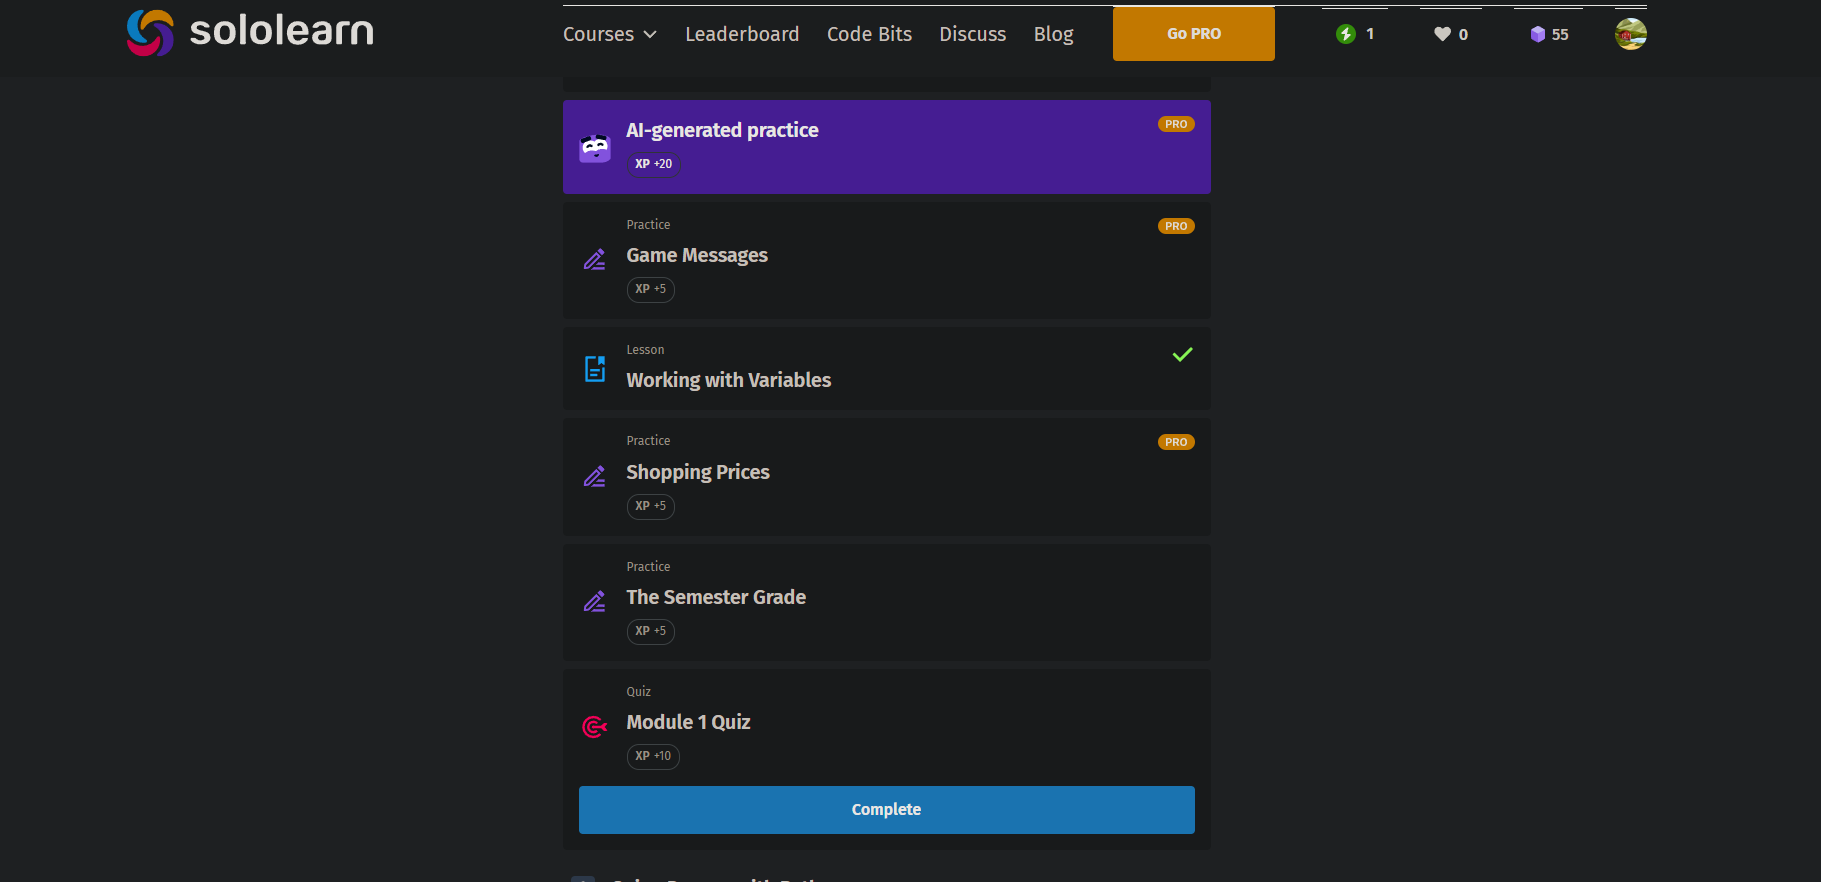 sololearn
Courses Leaderboard Code Bits Discuss Blog Go PRO 1 0 55
AI-generated practice PRO
XP +20
Practice PRO
Game Messages
XP +5
Lesson
Working with Variables
Practice PRO
Shopping Prices
XP +5
Practice
The Semester Grade
XP +5
Quiz
Module 1 Quiz
XP +10
Complete